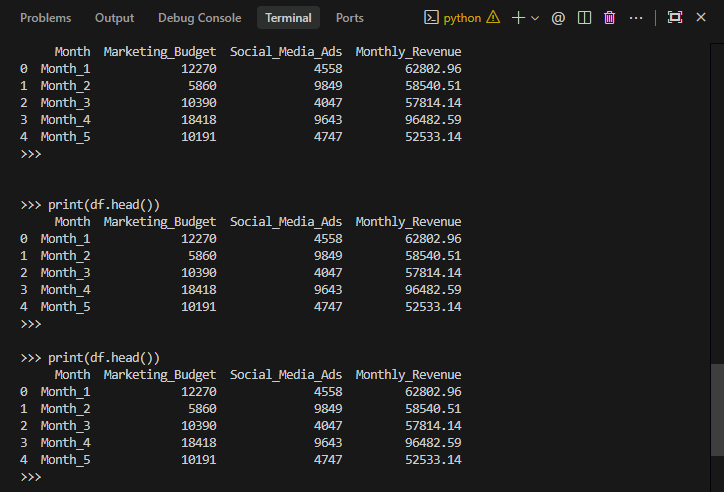 Problems Output Debug Console Terminal Ports python
Month Marketing_Budget Social_Media_Ads Monthly_Revenue
0 Month_1 12270 4558 62802.96
1 Month_2 5860 9849 58540.51
2 Month_3 10390 4047 57814.14
3 Month_4 18418 9643 96482.59
4 Month_5 10191 4747 52533.14
>>>
>>> print(df.head())
Month Marketing_Budget Social_Media_Ads Monthly_Revenue
0 Month_1 12270 4558 62802.96
1 Month_2 5860 9849 58540.51
2 Month_3 10390 4047 57814.14
3 Month_4 18418 9643 96482.59
4 Month_5 10191 4747 52533.14
>>>
>>> print(df.head())
Month Marketing_Budget Social_Media_Ads Monthly_Revenue
0 Month_1 12270 4558 62802.96
1 Month_2 5860 9849 58540.51
2 Month_3 10390 4047 57814.14
3 Month_4 18418 9643 96482.59
4 Month_5 10191 4747 52533.14
>>>